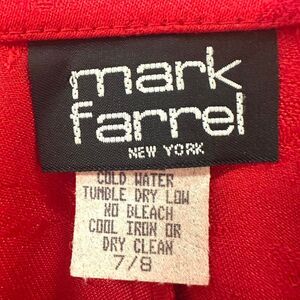 mark
farrel
NEW YORK
COLD WATER
TUMBLE DRY LOW
NO BLEACH
COOL IRON OR
DRY CLEAN
7/8